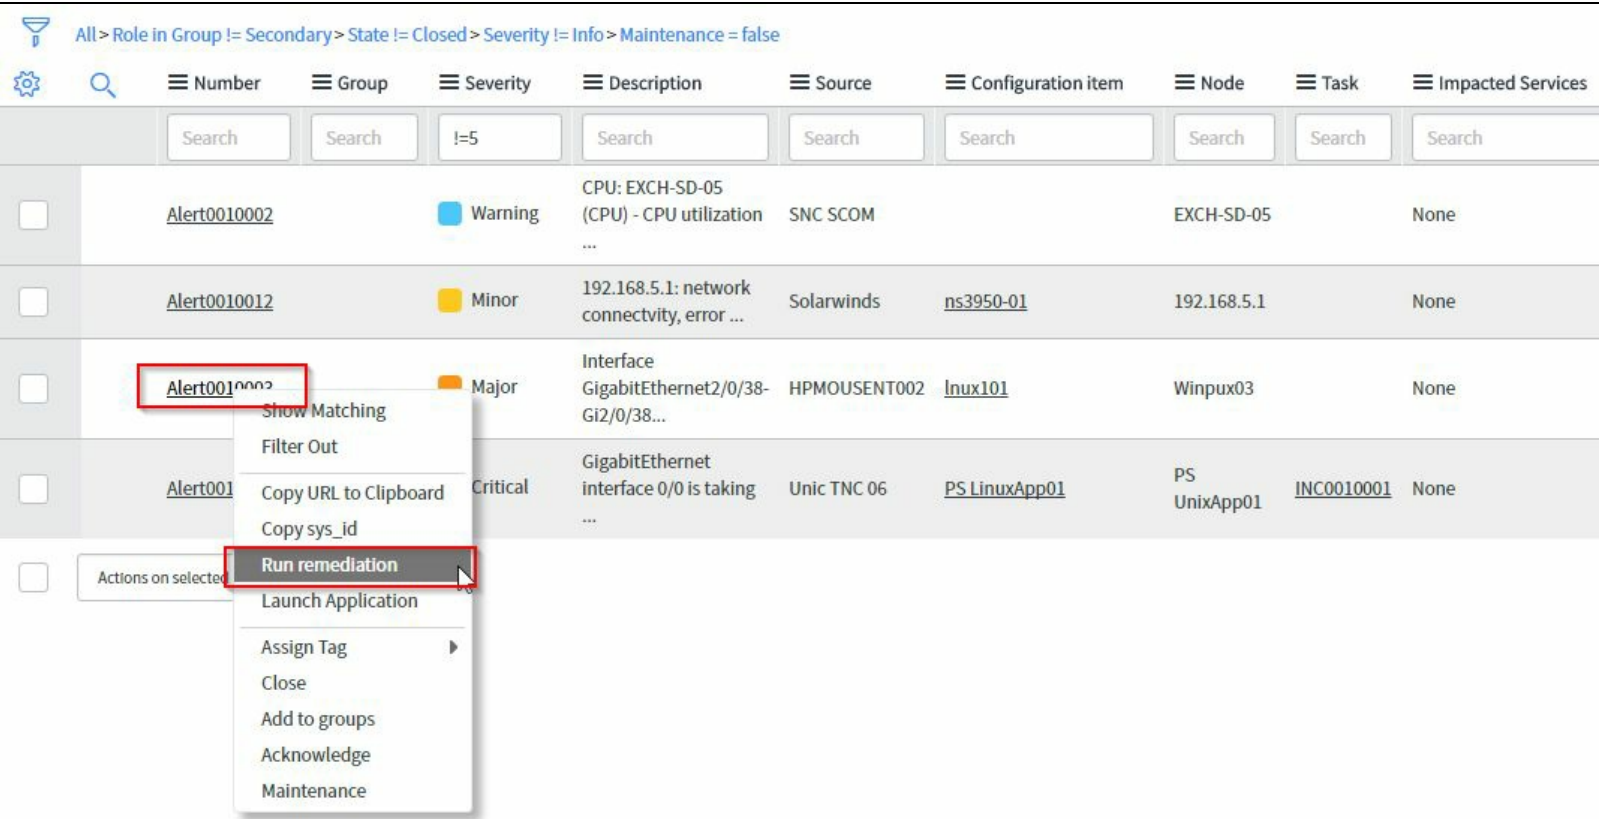 All > Role in Group != Secondary > State != Closed > Severity != Info > Maintenance = false
Number Group Severity Description Source Configuration item Node Task Impacted Services
Search Search !=5 Search Search Search Search Search Search
Alert0010002 Warning CPU: EXCH-SD-05 (CPU) - CPU utilization ... SNC SCOM EXCH-SD-05 None
Alert0010012 Minor 192.168.5.1: network connectvity, error ... Solarwinds ns3950-01 192.168.5.1 None
Alert0010003 Major Interface GigabitEthernet2/0/38-Gi2/0/38... HPMOUSENT002 lnux101 Winpux03 None
Alert001 Critical GigabitEthernet interface 0/0 is taking ... Unic TNC 06 PS LinuxApp01 PS UnixApp01 INC0010001 None
Actions on selected
Show Matching
Filter Out
Copy URL to Clipboard
Copy sys_id
Run remediation
Launch Application
Assign Tag
Close
Add to groups
Acknowledge
Maintenance